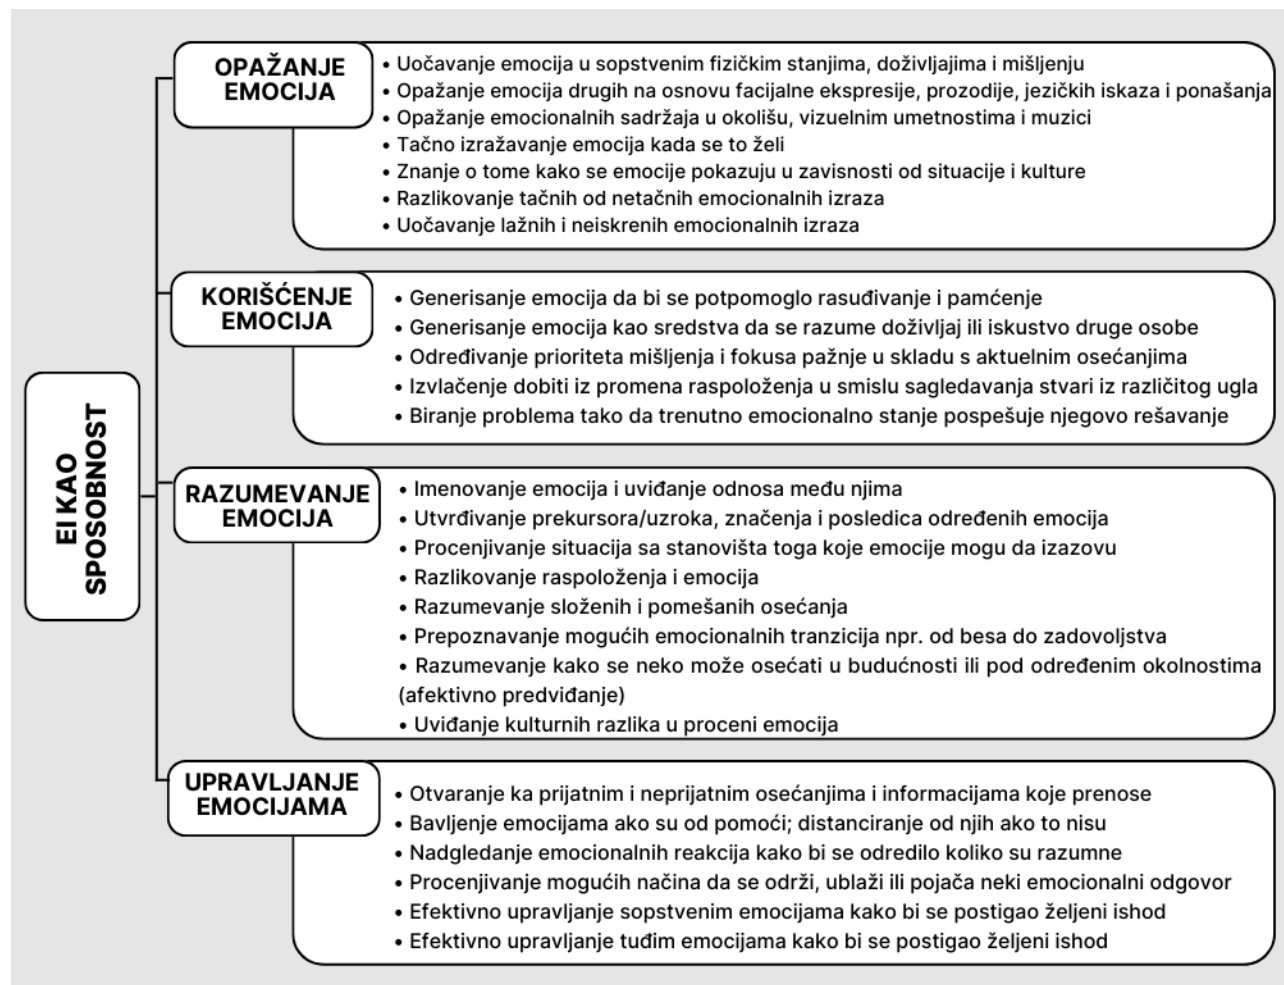 OPAŽANJE
EMOCIJA
• Uočavanje emocija u sopstvenim fizičkim stanjima, doživljajima i mišljenju
• Opažanje emocija drugih na osnovu facijalne ekspresije, prozodije, jezičkih iskaza i ponašanja
• Opažanje emocionalnih sadržaja u okolišu, vizuelnim umetnostima i muzici
• Tačno izražavanje emocija kada se to želi
• Znanje o tome kako se emocije pokazuju u zavisnosti od situacije i kulture
• Razlikovanje tačnih od netačnih emocionalnih izraza
• Uočavanje lažnih i neiskrenih emocionalnih izraza
KORIŠĆENJE
EMOCIJA
• Generisanje emocija da bi se potpomoglo rasuđivanje i pamćenje
• Generisanje emocija kao sredstva da se razume doživljaj ili iskustvo druge osobe
• Određivanje prioriteta mišljenja i fokusa pažnje u skladu s aktuelnim osećanjima
• Izvlačenje dobiti iz promena raspoloženja u smislu sagledavanja stvari iz različitog ugla
• Biranje problema tako da trenutno emocionalno stanje pospešuje njegovo rešavanje
EI KAO
SPOSOBNOST
RAZUMEVANJE
EMOCIJA
• Imenovanje emocija i uviđanje odnosa među njima
• Utvrđivanje prekursora/uzroka, značenja i posledica određenih emocija
• Procenjivanje situacija sa stanovišta toga koje emocije mogu da izazovu
• Razlikovanje raspoloženja i emocija
• Razumevanje složenih i pomešanih osećanja
• Prepoznavanje mogućih emocionalnih tranzicija npr. od besa do zadovoljstva
• Razumevanje kako se neko može osećati u budućnosti ili pod određenim okolnostima
(afektivno predviđanje)
• Uviđanje kulturnih razlika u proceni emocija
UPRAVLJANJE
EMOCIJAMA
• Otvaranje ka prijatnim i neprijatnim osećanjima i informacijama koje prenose
• Bavljenje emocijama ako su od pomoći; distanciranje od njih ako to nisu
• Nadgledanje emocionalnih reakcija kako bi se odredilo koliko su razumne
• Procenjivanje mogućih načina da se održi, ublaži ili pojača neki emocionalni odgovor
• Efektivno upravljanje sopstvenim emocijama kako bi se postigao željeni ishod
• Efektivno upravljanje tuđim emocijama kako bi se postigao željeni ishod